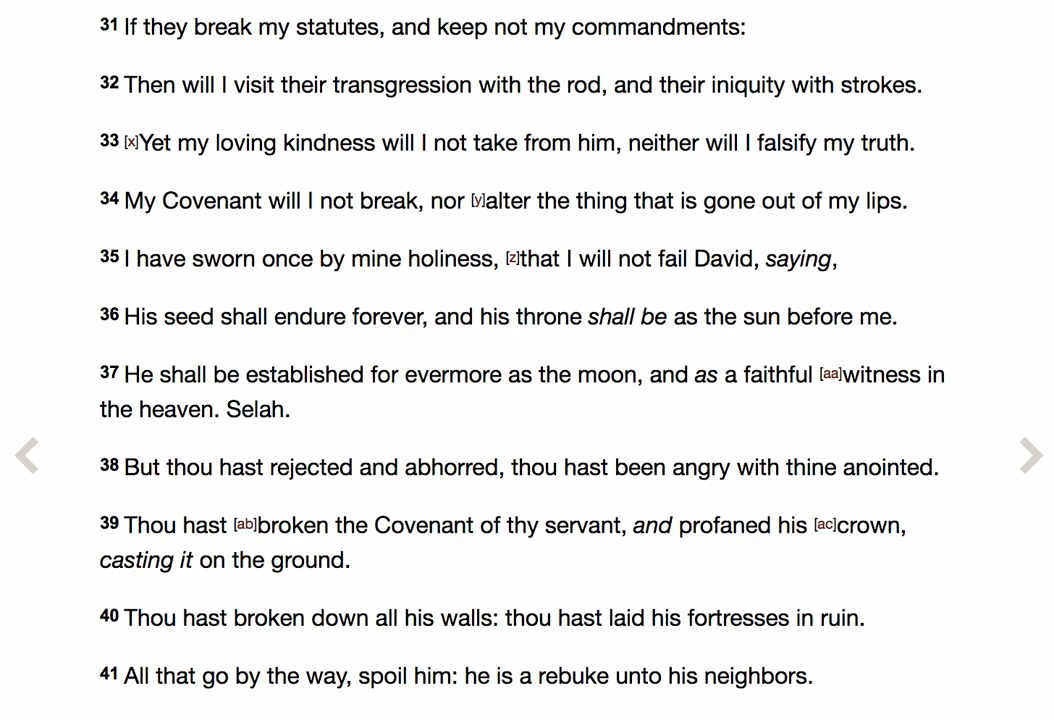 31 If they break my statutes, and keep not my commandments:
32 Then will I visit their transgression with the rod, and their iniquity with strokes.
33 [x]Yet my loving kindness will I not take from him, neither will I falsify my truth.
34 My Covenant will I not break, nor [y]alter the thing that is gone out of my lips.
35 I have sworn once by mine holiness, [z]that I will not fail David, saying,
36 His seed shall endure forever, and his throne shall be as the sun before me.
37 He shall be established for evermore as the moon, and as a faithful [aa]witness in
the heaven. Selah.
38 But thou hast rejected and abhorred, thou hast been angry with thine anointed.
39 Thou hast [ab]broken the Covenant of thy servant, and profaned his [ac]crown,
casting it on the ground.
40 Thou hast broken down all his walls: thou hast laid his fortresses in ruin.
41 All that go by the way, spoil him: he is a rebuke unto his neighbors.